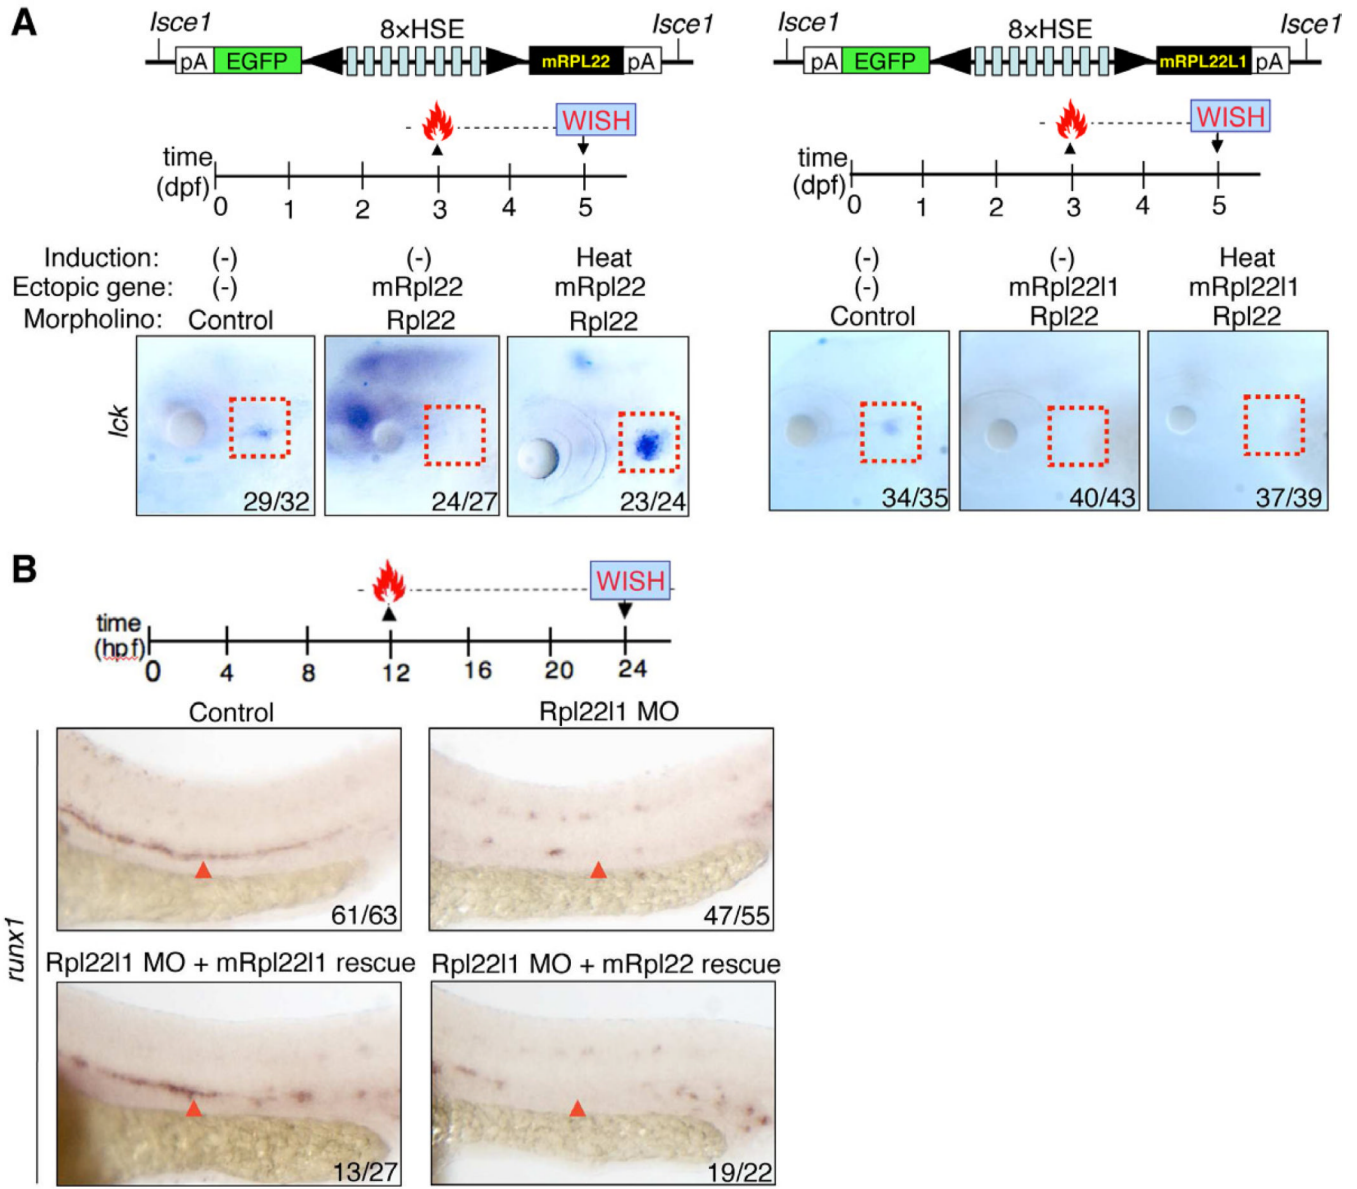 A
Isce1 8×HSE Isce1
pA EGFP mRPL22 pA
WISH
time
(dpf)
0 1 2 3 4 5
Induction: (-) (-) Heat
Ectopic gene: (-) mRpl22 mRpl22
Morpholino: Control Rpl22 Rpl22
lck
29/32 24/27 23/24
Isce1 8×HSE Isce1
pA EGFP mRPL22L1 pA
WISH
time
(dpf)
0 1 2 3 4 5
(-) (-) Heat
(-) mRpl22l1 mRpl22l1
Control Rpl22 Rpl22
34/35 40/43 37/39
B
WISH
time
(hpf)
0 4 8 12 16 20 24
Control Rpl22l1 MO
61/63 47/55
runx1
Rpl22l1 MO + mRpl22l1 rescue Rpl22l1 MO + mRpl22 rescue
13/27 19/22